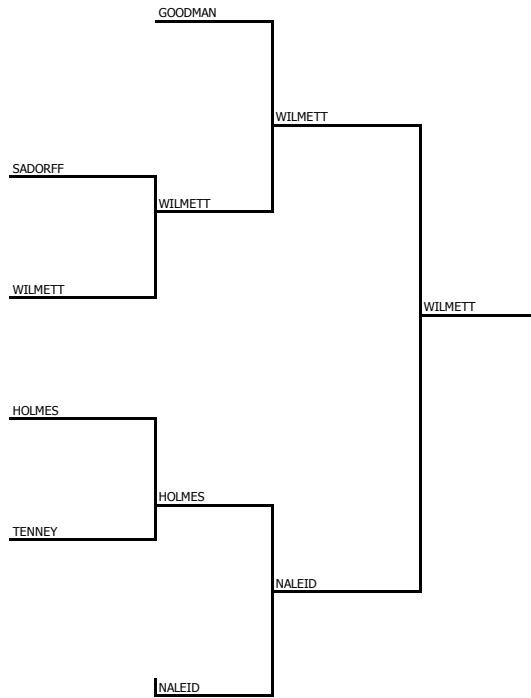 GOODMAN
WILMETT
SADORFF
WILMETT
WILMETT
WILMETT
HOLMES
HOLMES
TENNEY
NALEID
NALEID